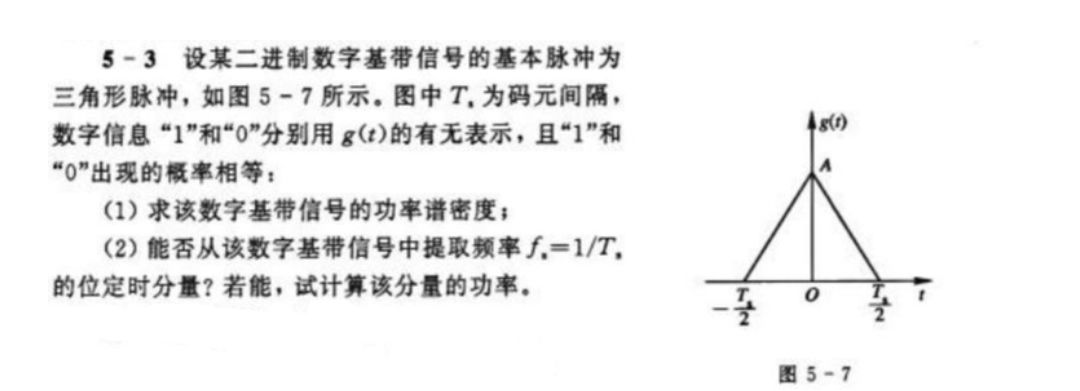 5-3 设某二进制数字基带信号的基本脉冲为
三角形脉冲，如图 5-7 所示。图中 Tₛ 为码元间隔，
数字信息“1”和“0”分别用 g(t)的有无表示，且“1”和
“0”出现的概率相等：
（1）求该数字基带信号的功率谱密度；
（2）能否从该数字基带信号中提取频率 fₛ=1/Tₛ
的位定时分量？若能，试计算该分量的功率。
g(t)
A
-Tₛ/2
O
Tₛ/2
t
图 5-7